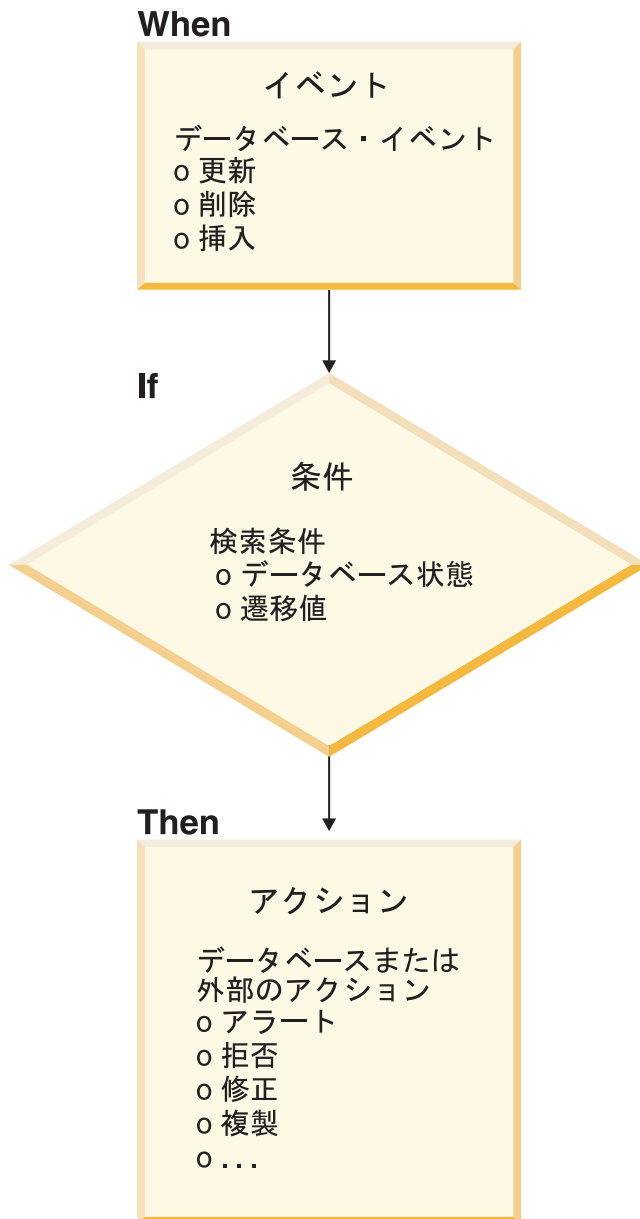 When
イベント
データベース・イベント
o 更新
o 削除
o 挿入
If
条件
検索条件
o データベース状態
o 遷移値
Then
アクション
データベースまたは
外部のアクション
o アラート
o 拒否
o 修正
o 複製
o . . .